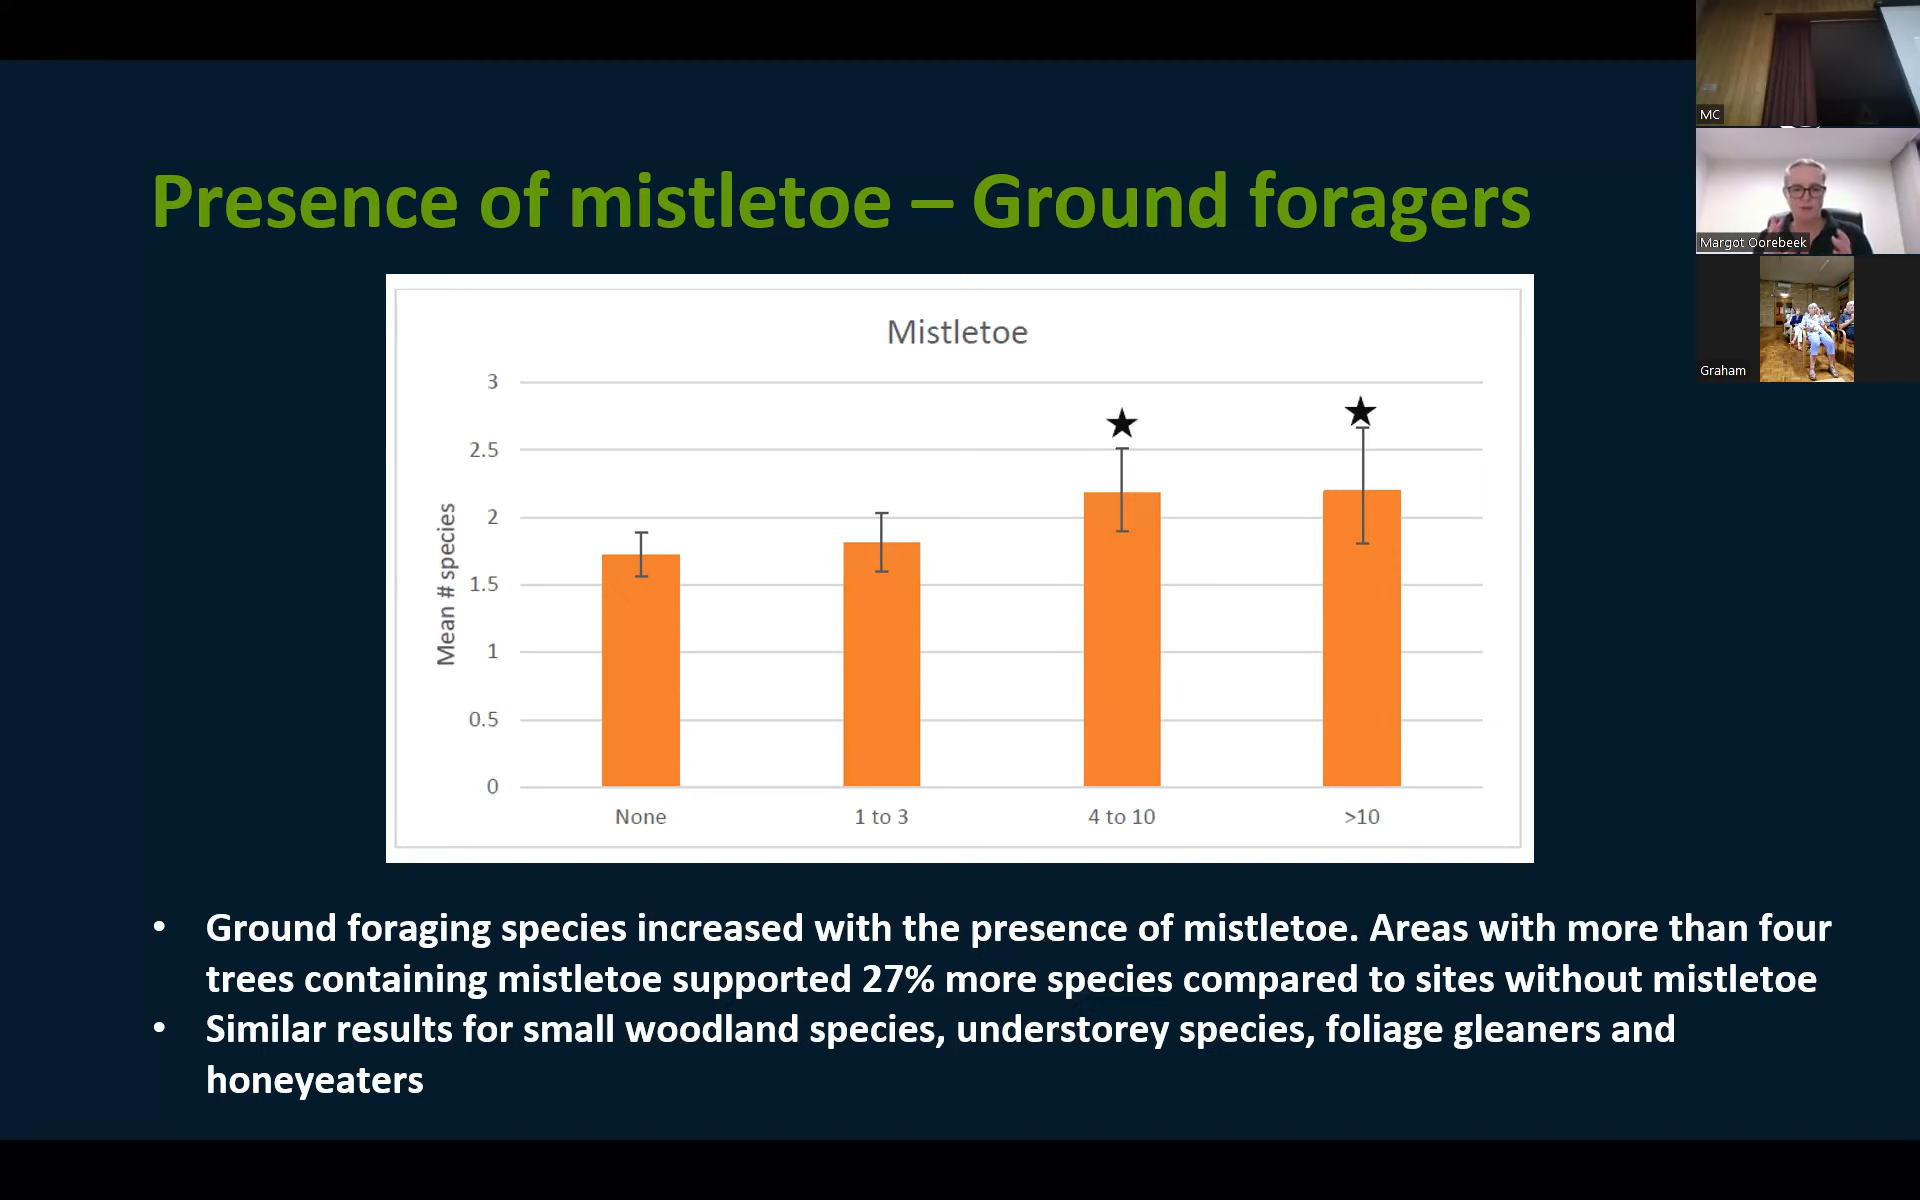 MC
Margot Oorebeek
Graham
Presence of mistletoe – Ground foragers
Mistletoe
Mean # species
3
2.5
2
1.5
1
0.5
0
None
1 to 3
4 to 10
>10
• Ground foraging species increased with the presence of mistletoe. Areas with more than four
trees containing mistletoe supported 27% more species compared to sites without mistletoe
• Similar results for small woodland species, understorey species, foliage gleaners and
honeyeaters